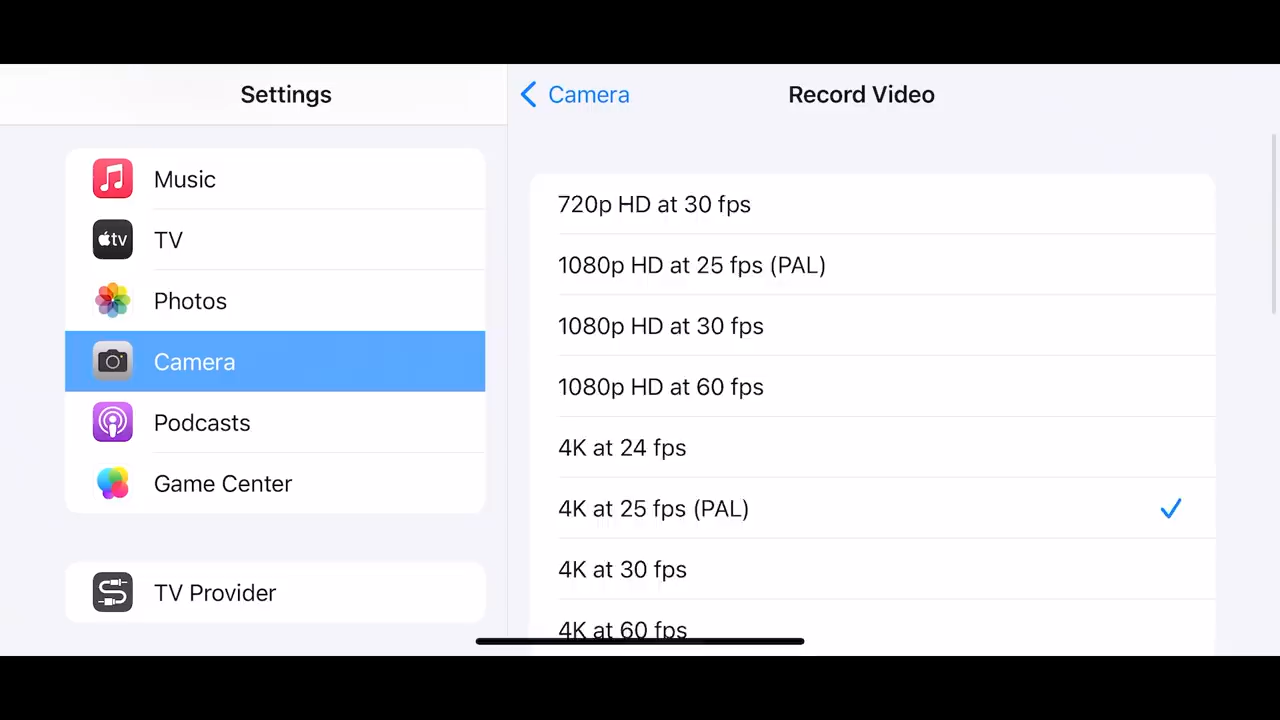 Settings
Music
tv
TV
Photos
Camera
Podcasts
Game Center
TV Provider
Camera
Record Video
720p HD at 30 fps
1080p HD at 25 fps (PAL)
1080p HD at 30 fps
1080p HD at 60 fps
4K at 24 fps
4K at 25 fps (PAL)
4K at 30 fps
4K at 60 fps